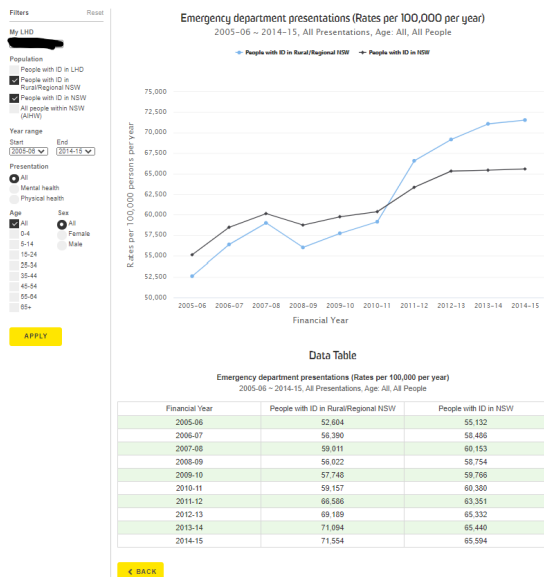 Filters Reset
My LHD
Population
People with ID in LHD
People with ID in
Rural/Regional NSW
People with ID in NSW
All people within NSW
(AIHW)
Year range
Start End
2005-06 2014-15
Presentation
All
Mental health
Physical health
Age Sex
All All
0-4 Female
5-14 Male
15-24
25-34
35-44
45-54
55-64
65+
APPLY
Emergency department presentations (Rates per 100,000 per year)
2005-06 ~ 2014-15, All Presentations, Age: All, All People
People with ID in Rural/Regional NSW People with ID in NSW
Rates per 100,000 persons per year
75,000
72,500
70,000
67,500
65,000
62,500
60,000
57,500
55,000
52,500
50,000
2005-06 2006-07 2007-08 2008-09 2009-10 2010-11 2011-12 2012-13 2013-14 2014-15
Financial Year
Data Table
Emergency department presentations (Rates per 100,000 per year)
2005-06 ~ 2014-15, All Presentations, Age: All, All People
Financial Year People with ID in Rural/Regional NSW People with ID in NSW
2005-06 52,604 55,132
2006-07 56,390 58,486
2007-08 59,011 60,153
2008-09 56,022 58,754
2009-10 57,748 59,766
2010-11 59,157 60,380
2011-12 66,586 63,351
2012-13 69,189 65,332
2013-14 71,094 65,440
2014-15 71,554 65,594
BACK